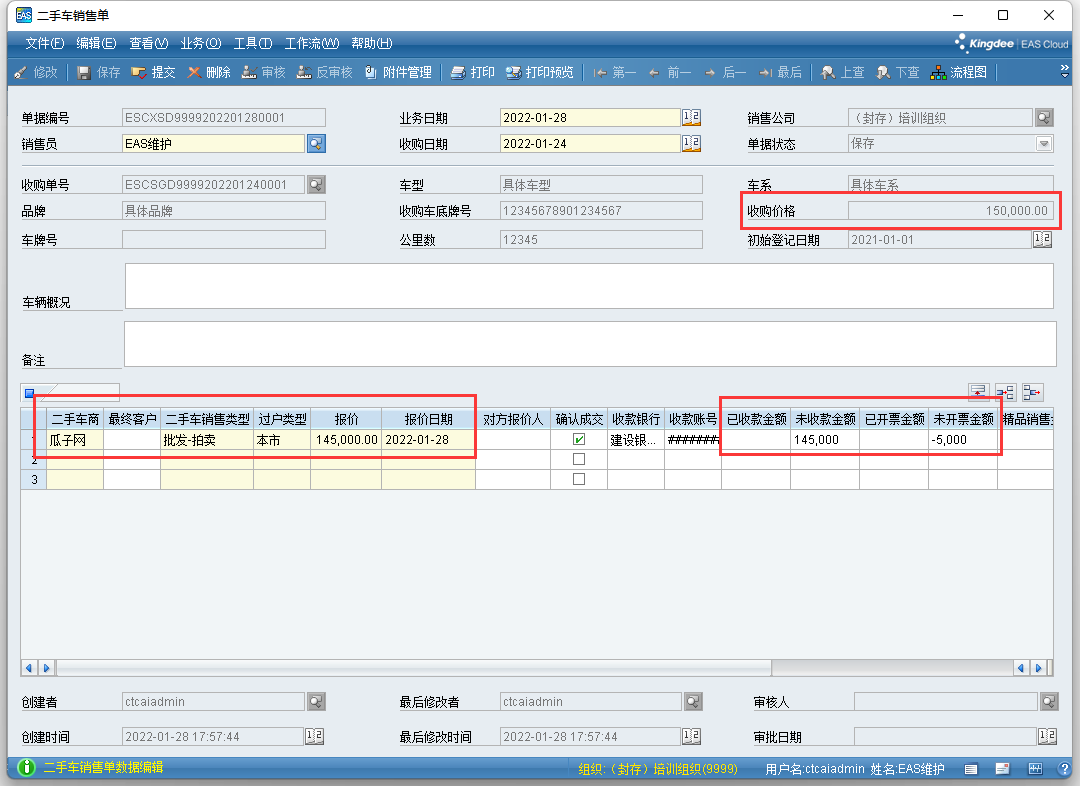 EAS 二手车销售单
文件(F) 编辑(E) 查看(V) 业务(O) 工具(T) 工作流(W) 帮助(H) Kingdee | EAS Cloud
修改 保存 提交 删除 审核 反审核 附件管理 打印 打印预览 第一 前一 后一 最后 上查 下查 流程图
单据编号 ESCXSD9999202201280001 业务日期 2022-01-28 销售公司 （封存）培训组织
销售员 EAS维护 收购日期 2022-01-24 单据状态 保存
收购单号 ESCSGD9999202201240001 车型 具体车型 车系 具体车系
品牌 具体品牌 收购车底牌号 12345678901234567 收购价格 150,000.00
车牌号 公里数 12345 初始登记日期 2021-01-01
车辆概况
备注
二手车商 最终客户 二手车销售类型 过户类型 报价 报价日期 对方报价人 确认成交 收款银行 收款账号 已收款金额 未收款金额 已开票金额 未开票金额 精品销售
1 瓜子网 批发-拍卖 本市 145,000.00 2022-01-28 建设银... ####### 145,000 -5,000
2
3
创建者 ctcaiadmin 最后修改者 ctcaiadmin 审核人
创建时间 2022-01-28 17:57:44 最后修改时间 2022-01-28 17:57:44 审批日期
二手车销售单数据编辑 组织:（封存）培训组织(9999) 用户名:ctcaiadmin 姓名:EAS维护